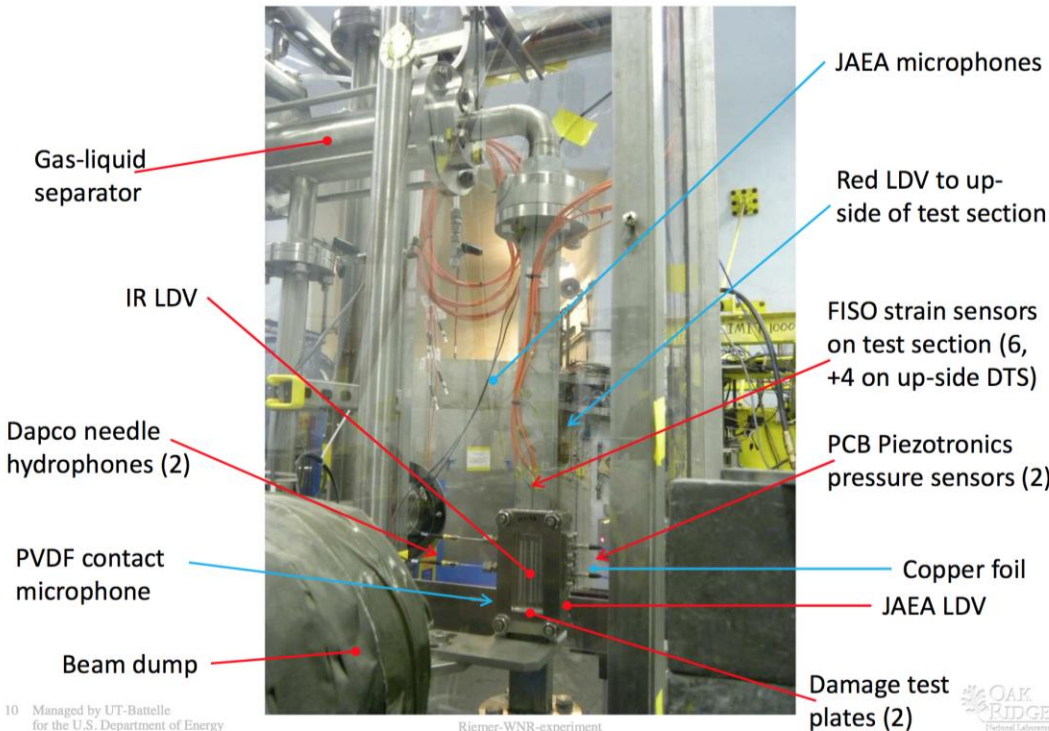 JAEA microphones
Gas-liquid
separator
Red LDV to up-
side of test section
IR LDV
FISO strain sensors
on test section (6,
+4 on up-side DTS)
Dapco needle
hydrophones (2)
PCB Piezotronics
pressure sensors (2)
PVDF contact
microphone
Copper foil
JAEA LDV
Beam dump
Damage test
plates (2)
10 Managed by UT-Battelle
for the U.S. Department of Energy
Riemer-WNR-experiment
OAK
RIDGE
National Laboratory